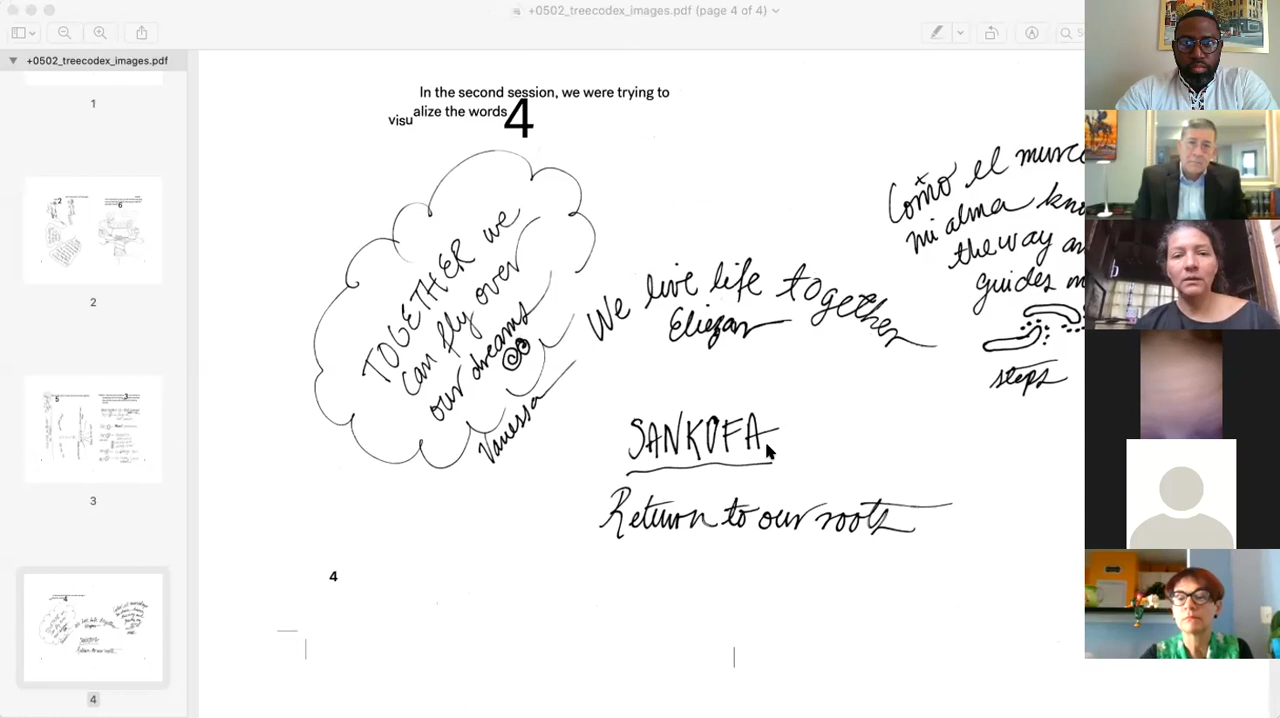 +0502_treecodex_images.pdf (page 4 of 4)
+0502_treecodex_images.pdf
1
2
3
4
In the second session, we were trying to
visualize the words 4
TOGETHER we
can fly over
our dreams
Vanessa
We live life together
Eliezar
SANKOFA
Return to our roots
Como el murc
mi alma kno
the way an
guides m
steps
4